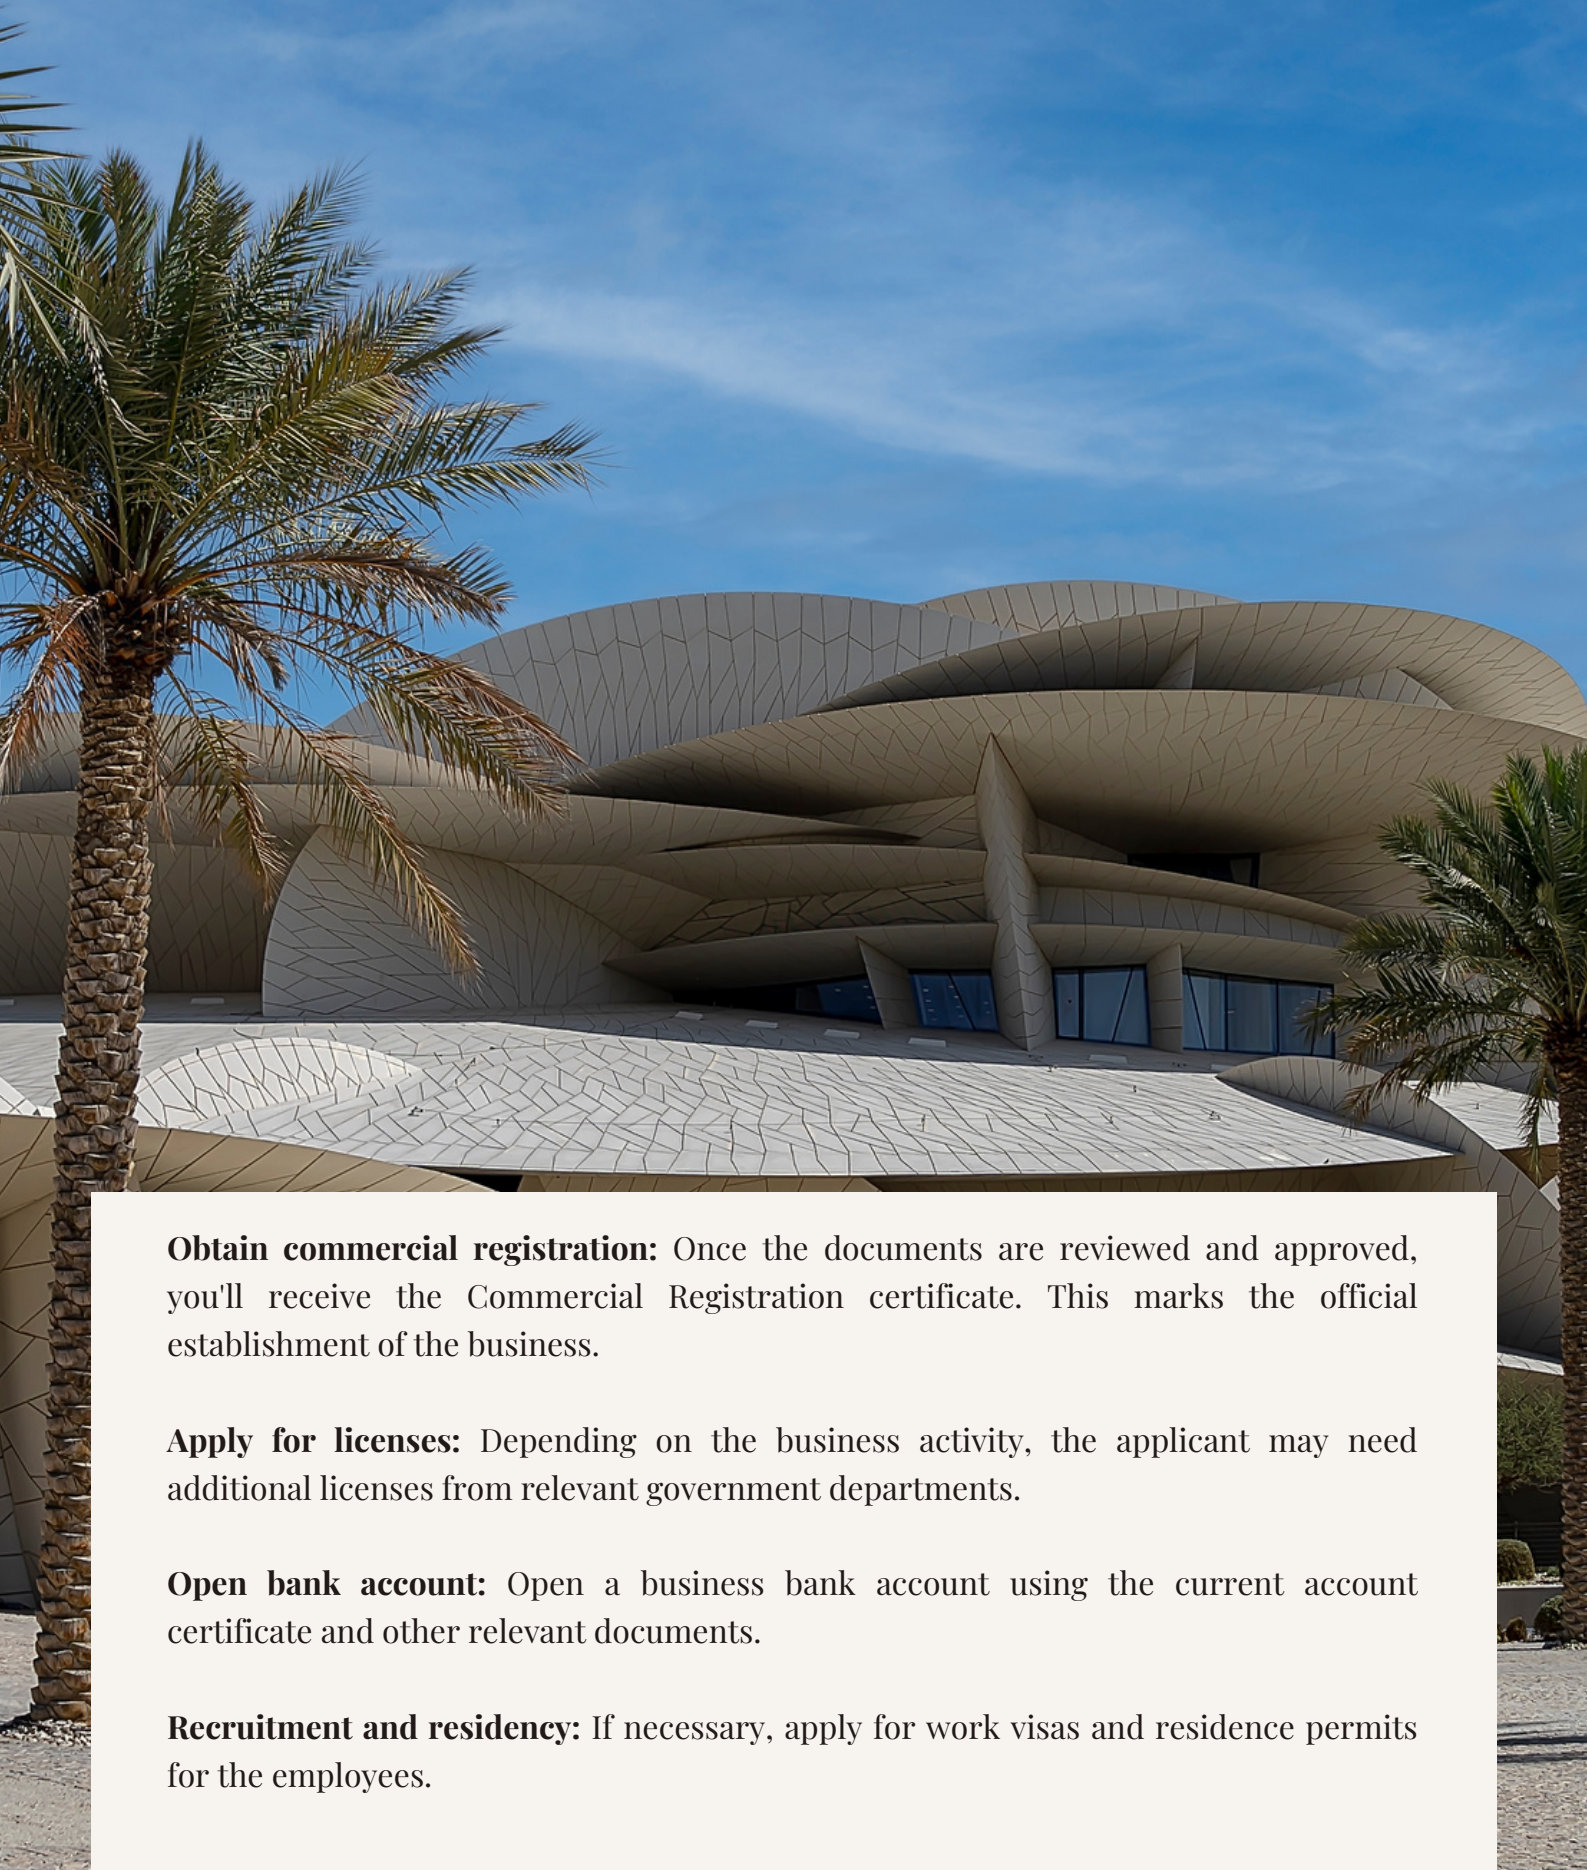 Obtain commercial registration: Once the documents are reviewed and approved,
you'll receive the Commercial Registration certificate. This marks the official
establishment of the business.
Apply for licenses: Depending on the business activity, the applicant may need
additional licenses from relevant government departments.
Open bank account: Open a business bank account using the current account
certificate and other relevant documents.
Recruitment and residency: If necessary, apply for work visas and residence permits
for the employees.